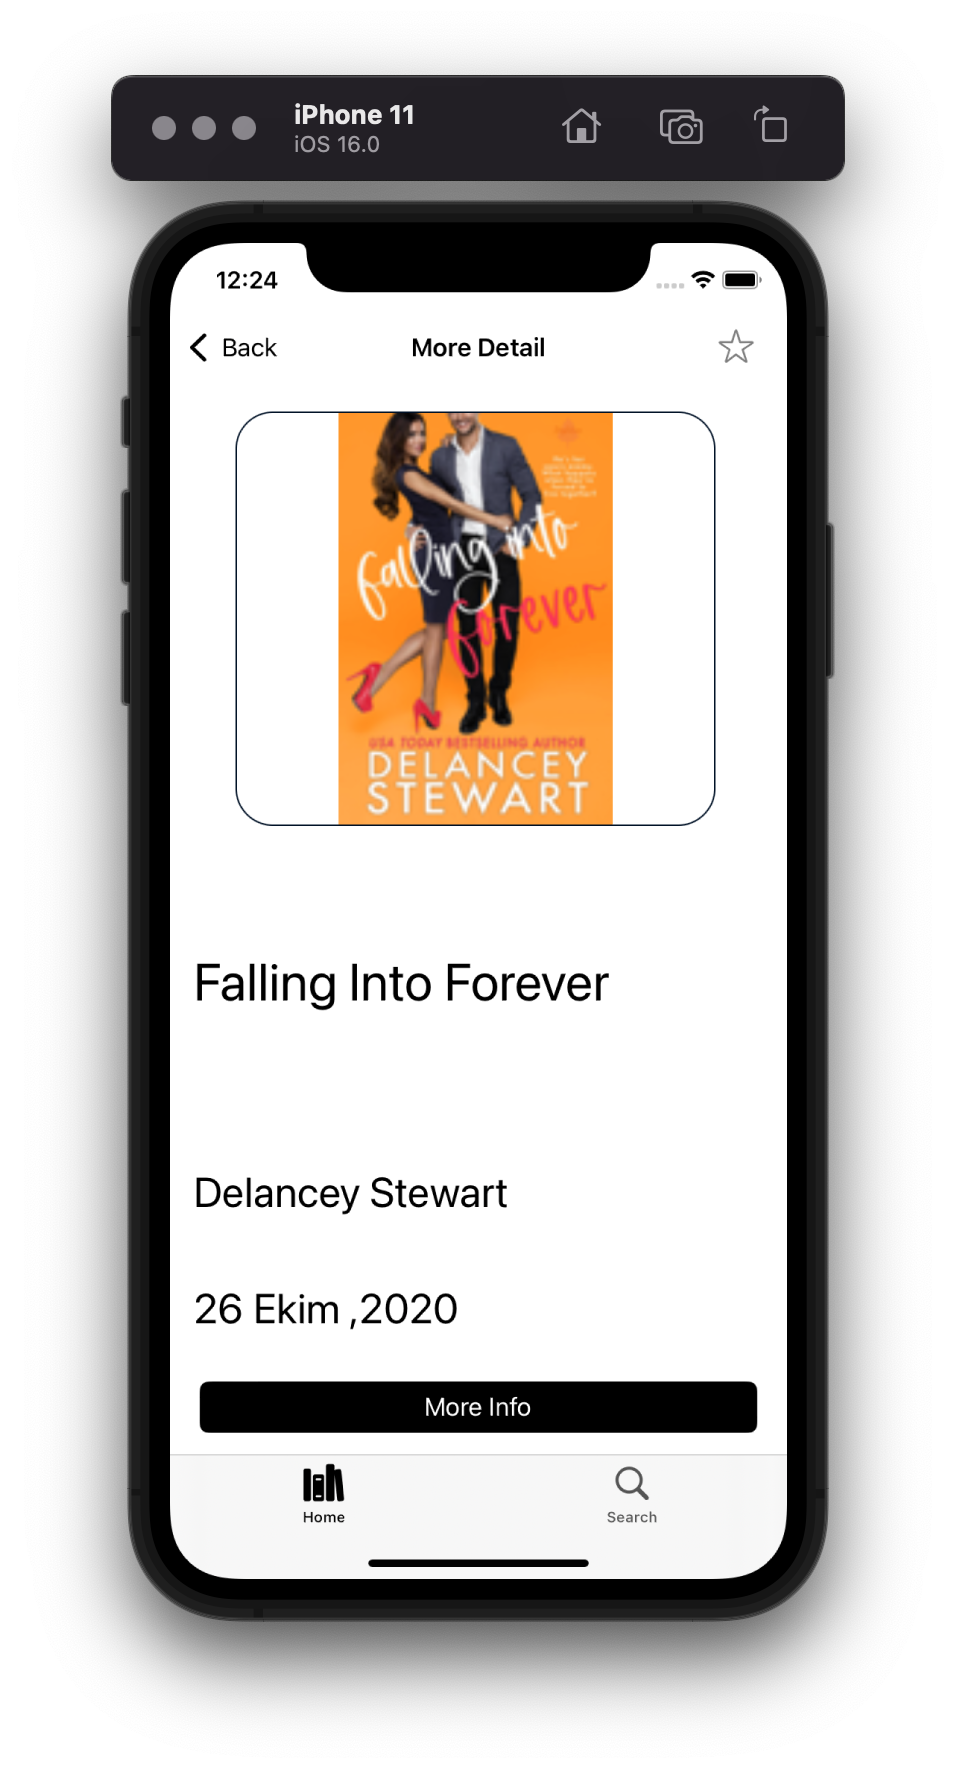 iPhone 11
iOS 16.0
12:24
Back
More Detail
falling into
forever
USA TODAY BESTSELLING AUTHOR
DELANCEY
STEWART
Falling Into Forever
Delancey Stewart
26 Ekim ,2020
More Info
Home
Search